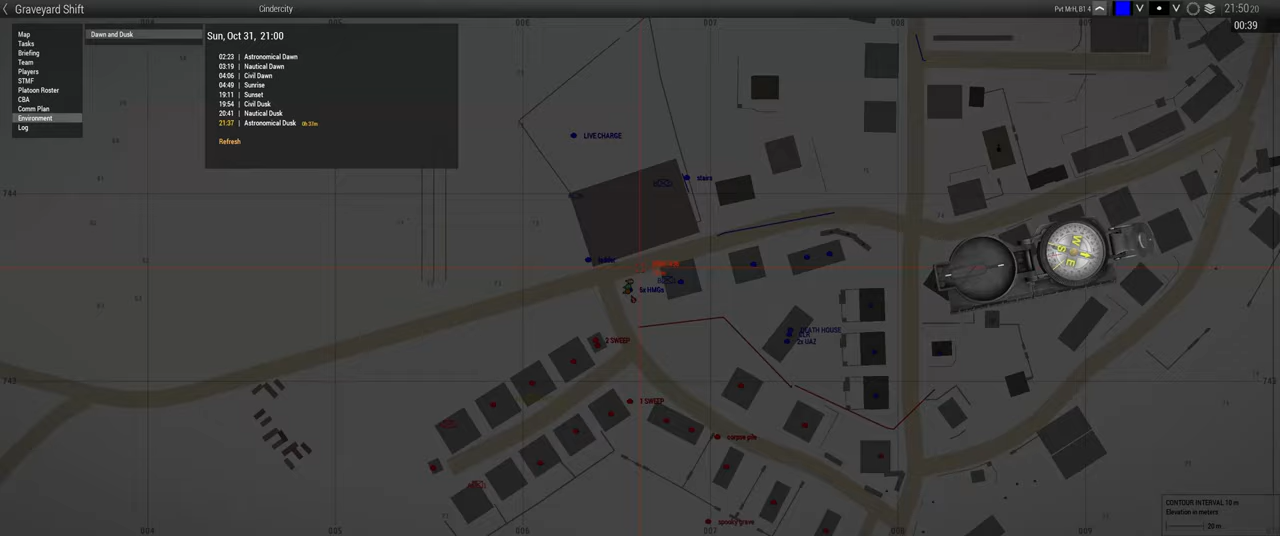 Graveyard Shift
Cindercity
Pvt MrH, B1 4
21:50 20
00:39
Map
Tasks
Briefing
Team
Players
STMF
Platoon Roster
CBA
Comm Plan
Environment
Log
Dawn and Dusk
Sun, Oct 31, 21:00
02:23 | Astronomical Dawn
03:19 | Nautical Dawn
04:06 | Civil Dawn
04:49 | Sunrise
19:11 | Sunset
19:54 | Civil Dusk
20:41 | Nautical Dusk
21:37 | Astronomical Dusk 0h 37m
Refresh
LIVE CHARGE
stairs
744
ladder
HMGs
DEATH HOUSE
2x UAZ
2 SWEEP
743
1 SWEEP
corpse pile
CONTOUR INTERVAL 10 m
Elevation in meters
20 m
spooky grave
004
005
006
007
008
009